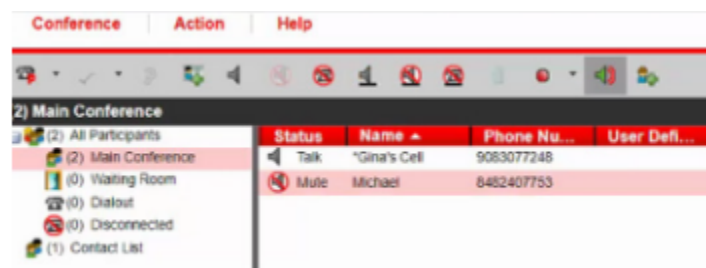 Conference Action Help
2) Main Conference
(2) All Participants
Status Name Phone Nu... User Defi...
(2) Main Conference
Talk *Gina's Cell 9083077248
(0) Waiting Room
Mute Michael 8482407753
(0) Dialout
(0) Disconnected
(1) Contact List